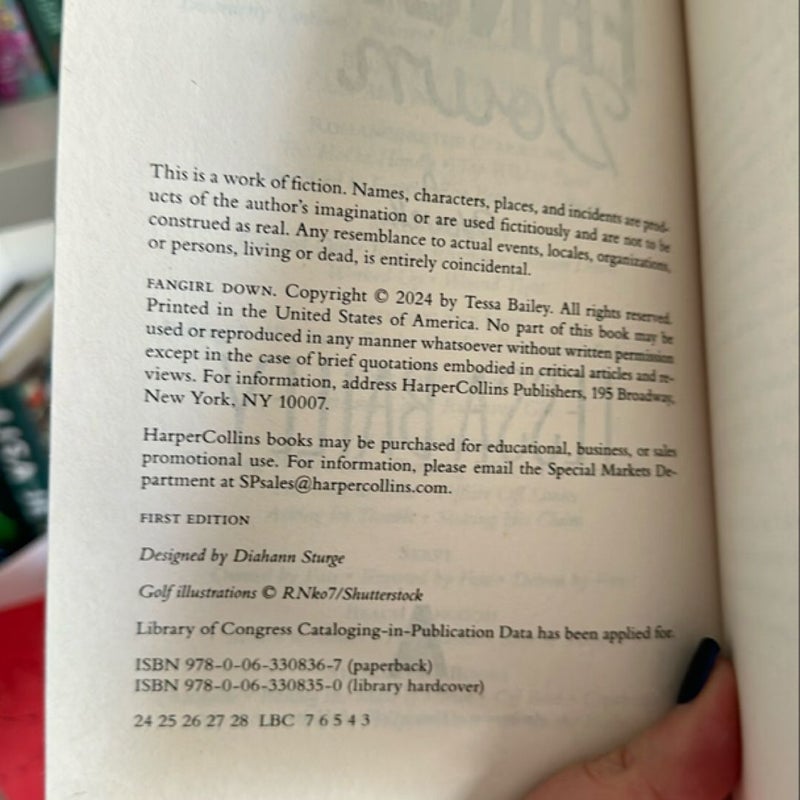 This is a work of fiction. Names, characters, places, and incidents are prod-
ucts of the author's imagination or are used fictitiously and are not to be
construed as real. Any resemblance to actual events, locales, organizations,
or persons, living or dead, is entirely coincidental.
FANGIRL DOWN. Copyright © 2024 by Tessa Bailey. All rights reserved.
Printed in the United States of America. No part of this book may be
used or reproduced in any manner whatsoever without written permission
except in the case of brief quotations embodied in critical articles and re-
views. For information, address HarperCollins Publishers, 195 Broadway,
New York, NY 10007.
HarperCollins books may be purchased for educational, business, or sales
promotional use. For information, please email the Special Markets De-
partment at SPsales@harpercollins.com.
FIRST EDITION
Designed by Diahann Sturge
Golf illustrations © RNko7/Shutterstock
Library of Congress Cataloging-in-Publication Data has been applied for.
ISBN 978-0-06-330836-7 (paperback)
ISBN 978-0-06-330835-0 (library hardcover)
24 25 26 27 28 LBC 7 6 5 4 3